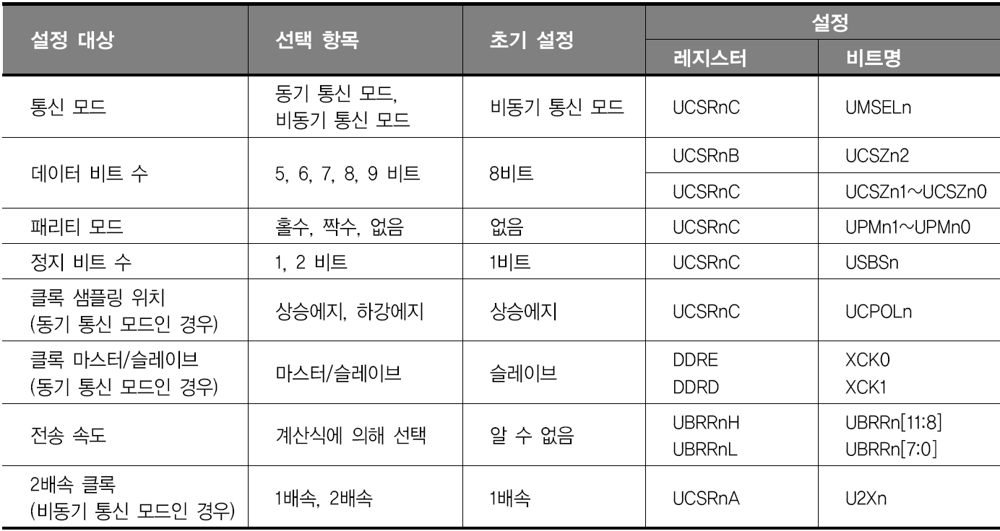 설정 대상
선택 항목
초기 설정
설정
레지스터
비트명
통신 모드
동기 통신 모드,
비동기 통신 모드
비동기 통신 모드
UCSRnC
UMSELn
데이터 비트 수
5, 6, 7, 8, 9 비트
8비트
UCSRnB
UCSZn2
UCSRnC
UCSZn1~UCSZn0
패리티 모드
홀수, 짝수, 없음
없음
UCSRnC
UPMn1~UPMn0
정지 비트 수
1, 2 비트
1비트
UCSRnC
USBSn
클록 샘플링 위치
(동기 통신 모드인 경우)
상승에지, 하강에지
상승에지
UCSRnC
UCPOLn
클록 마스터/슬레이브
(동기 통신 모드인 경우)
마스터/슬레이브
슬레이브
DDRE
DDRD
XCK0
XCK1
전송 속도
계산식에 의해 선택
알 수 없음
UBRRnH
UBRRnL
UBRRn[11:8]
UBRRn[7:0]
2배속 클록
(비동기 통신 모드인 경우)
1배속, 2배속
1배속
UCSRnA
U2Xn